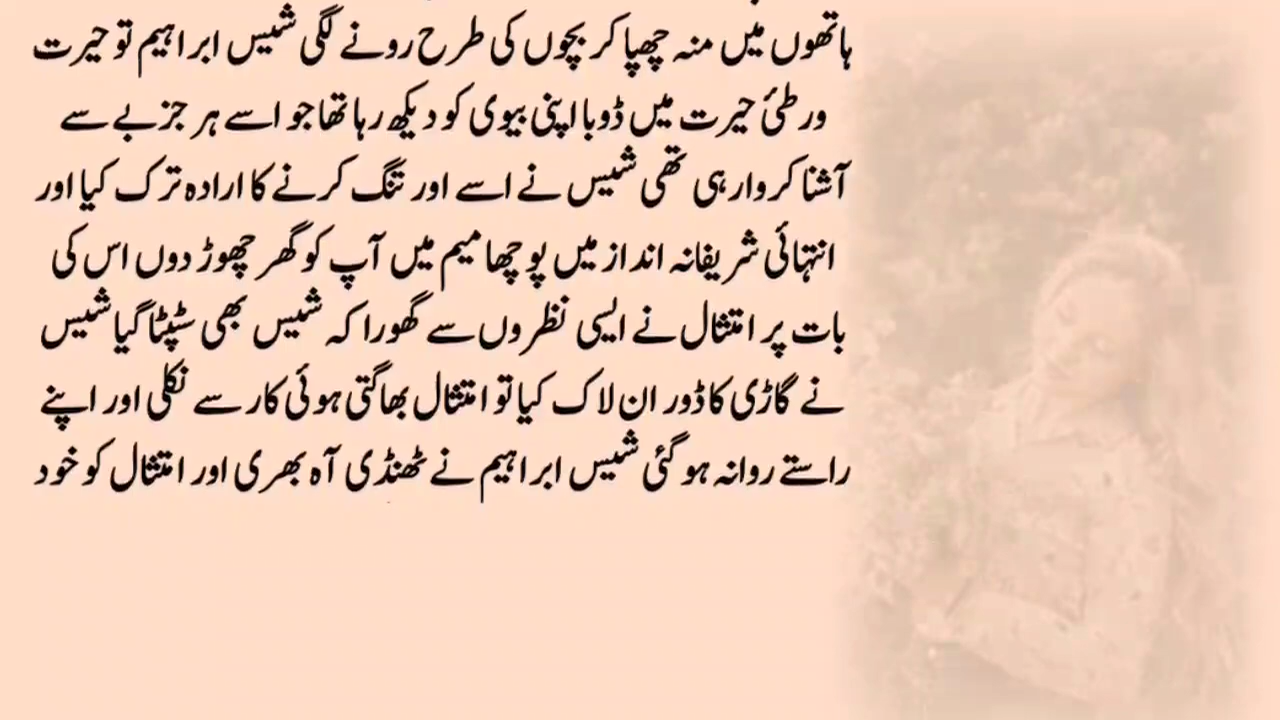 ہاتھوں میں منہ چھپا کر بچوں کی طرح رونے لگی شیس ابراہیم تو حیرت
ورطئ حیرت میں ڈوبا اپنی بیوی کو دیکھ رہا تھا جو اسے ہر جزبے سے
آشنا کروا رہی تھی شیس نے اسے اور تنگ کرنے کا ارادہ ترک کیا اور
انتہائی شریفانہ انداز میں پوچھا میم میں آپ کو گھر چھوڑ دوں اس کی
بات پر امتثال نے ایسی نظروں سے گھورا کہ شیس بھی سٹپٹا گیا شیس
نے گاڑی کا ڈور ان لاک کیا تو امتثال بھاگتی ہوئی کار سے نکلی اور اپنے
راستے روانہ ہو گئی شیس ابراہیم نے ٹھنڈی آہ بھری اور امتثال کو خود